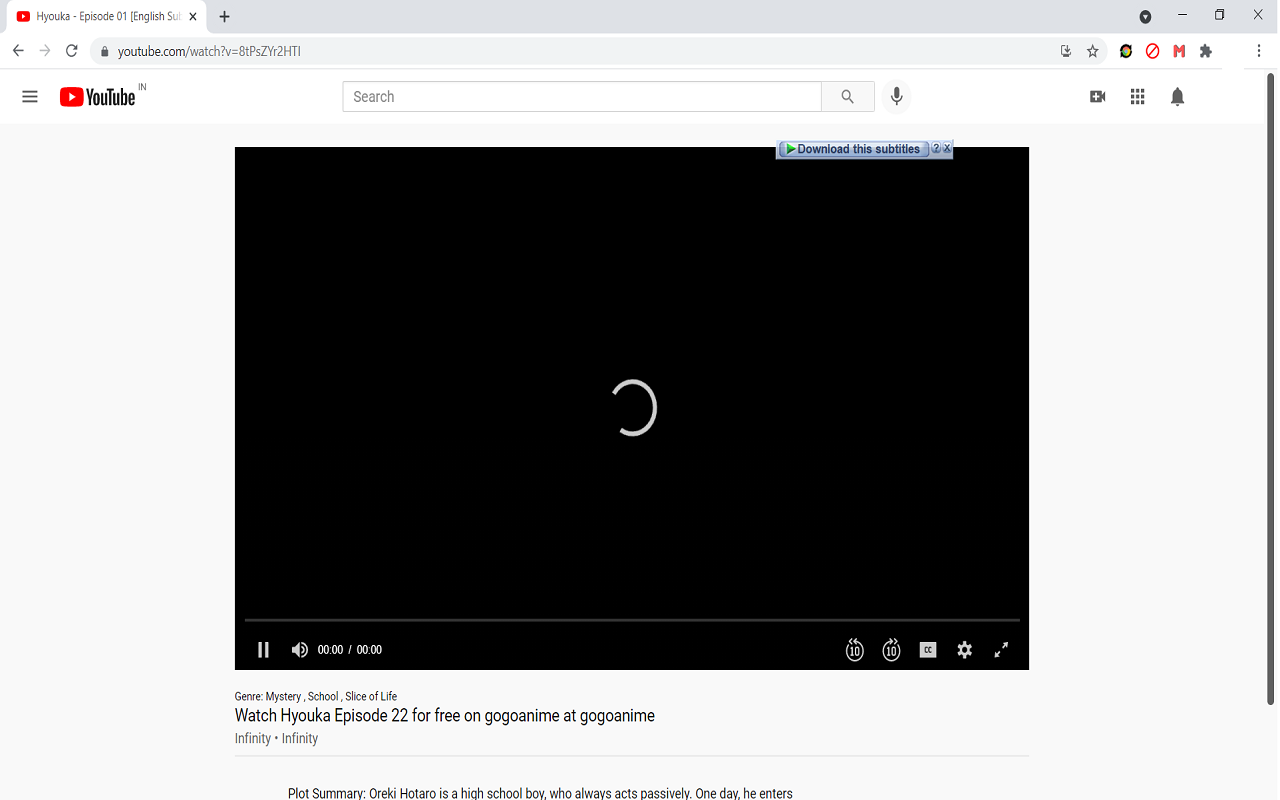 Hyouka - Episode 01 [English Sub
youtube.com/watch?v=8tPsZYr2HTI
YouTube IN
Search
Download this subtitles ? X
00:00 / 00:00
10 10 CC
Genre: Mystery , School , Slice of Life
Watch Hyouka Episode 22 for free on gogoanime at gogoanime
Infinity • Infinity
Plot Summary: Oreki Hotaro is a high school boy, who always acts passively. One day, he enters